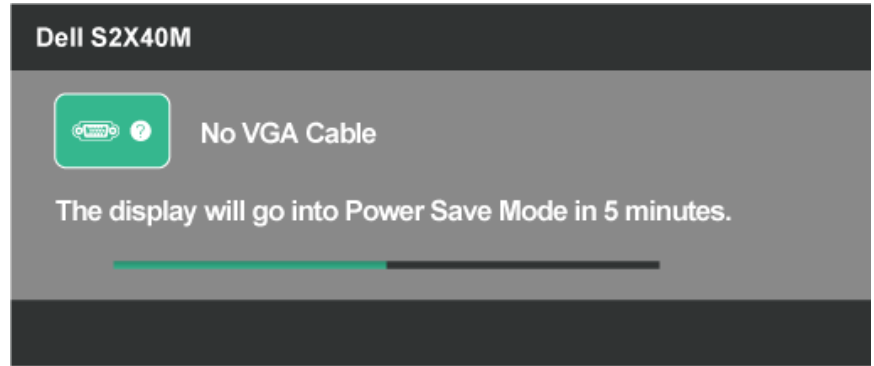 Dell S2X40M
?
No VGA Cable
The display will go into Power Save Mode in 5 minutes.